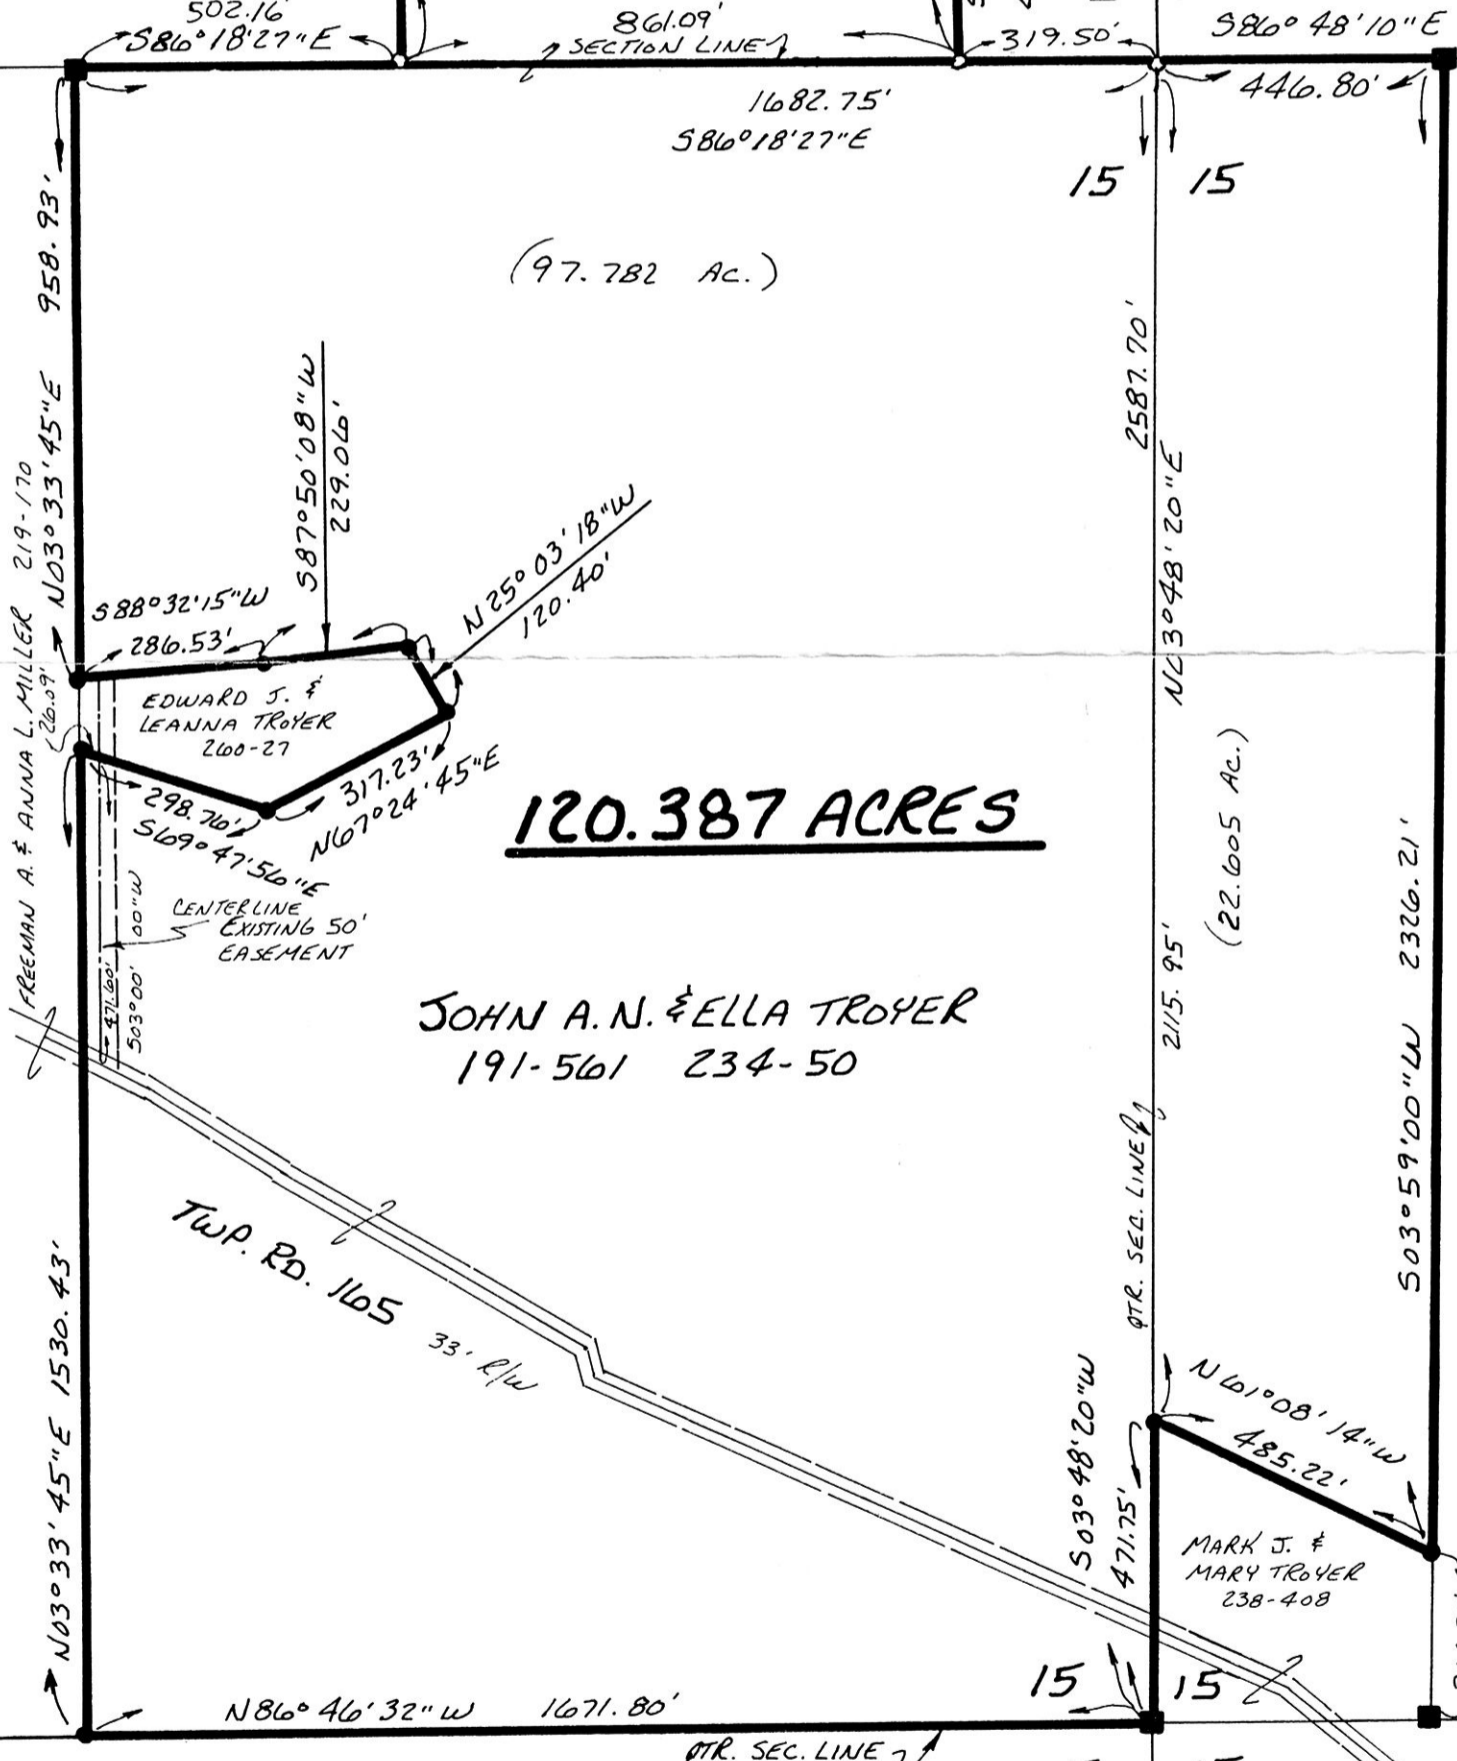 502.16'
S86°18'27"E
861.09'
SECTION LINE
319.50'
S86°48'10"E
446.80'
1682.75'
S86°18'27"E
15 15
(97.782 AC.)
N03°33'45"E 958.93'
2587.70'
N03°48'20"E
S87°50'08"W
229.06'
N25°03'18"W
120.40'
S88°32'15"W
286.53'
FREEMAN A. & ANNA L. MILLER 219-170
EDWARD J. &
LEANNA TROYER
260-27
298.76'
S69°47'56"E
317.23'
N67°24'45"E
120.387 ACRES
(22.605 AC.)
S03°59'00"W 2326.21'
CENTERLINE
EXISTING 50'
EASEMENT
471.60'
S03°00'00"W
JOHN A.N. & ELLA TROYER
191-561 234-50
2115.95'
QTR. SEC. LINE
TWP. RD. 165
33' R/W
N03°33'45"E 1530.43'
S03°48'20"W
471.75'
N61°08'14"W
485.22'
MARK J. &
MARY TROYER
238-408
15 15
N86°46'32"W 1671.80'
QTR. SEC. LINE